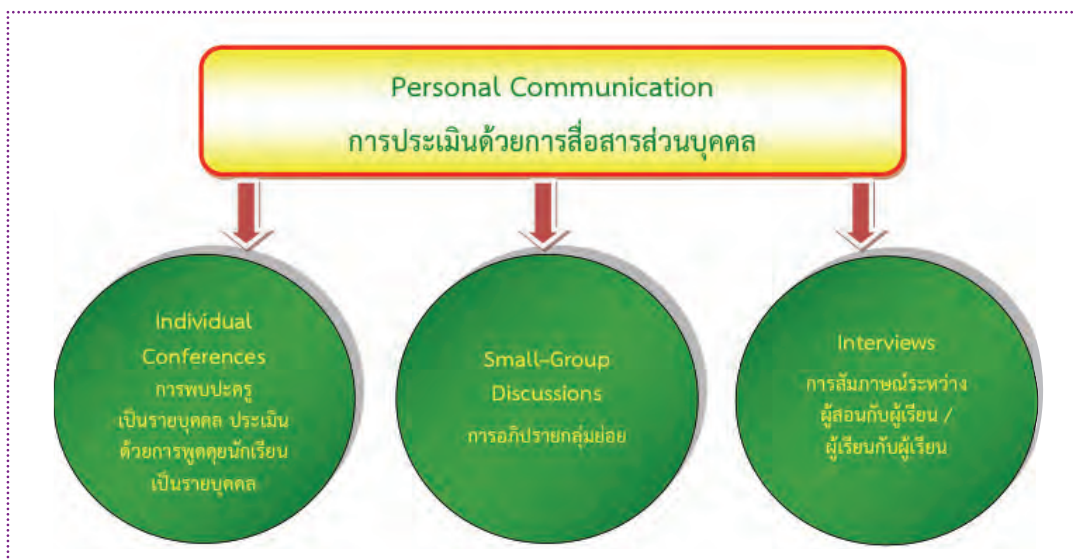 Personal Communication
การประเมินด้วยการสื่อสารส่วนบุคคล
Individual
Conferences
การพบปะครู
เป็นรายบุคคล ประเมิน
ด้วยการพูดคุยนักเรียน
เป็นรายบุคคล
Small–Group
Discussions
การอภิปรายกลุ่มย่อย
Interviews
การสัมภาษณ์ระหว่าง
ผู้สอนกับผู้เรียน /
ผู้เรียนกับผู้เรียน